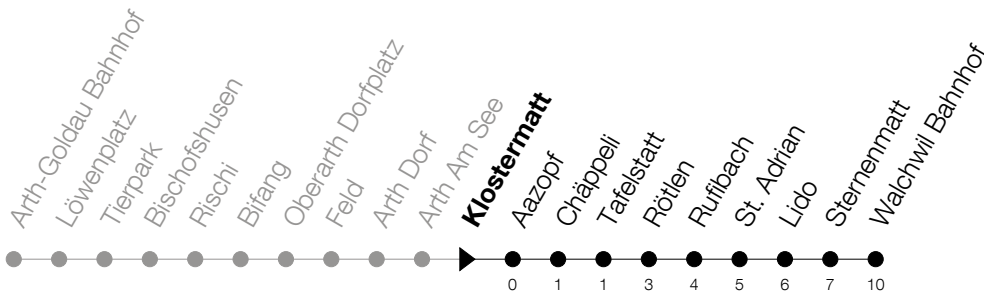 Arth-Goldau Bahnhof
Löwenplatz
Tierpark
Bischofshusen
Rischi
Bifang
Oberarth Dorfplatz
Feld
Arth Dorf
Arth Am See
Klostermatt
Aazopf
Chäppeli
Tafelstatt
Rötlen
Rufibach
St. Adrian
Lido
Sternenmatt
Walchwil Bahnhof
0 1 1 3 4 5 6 7 10